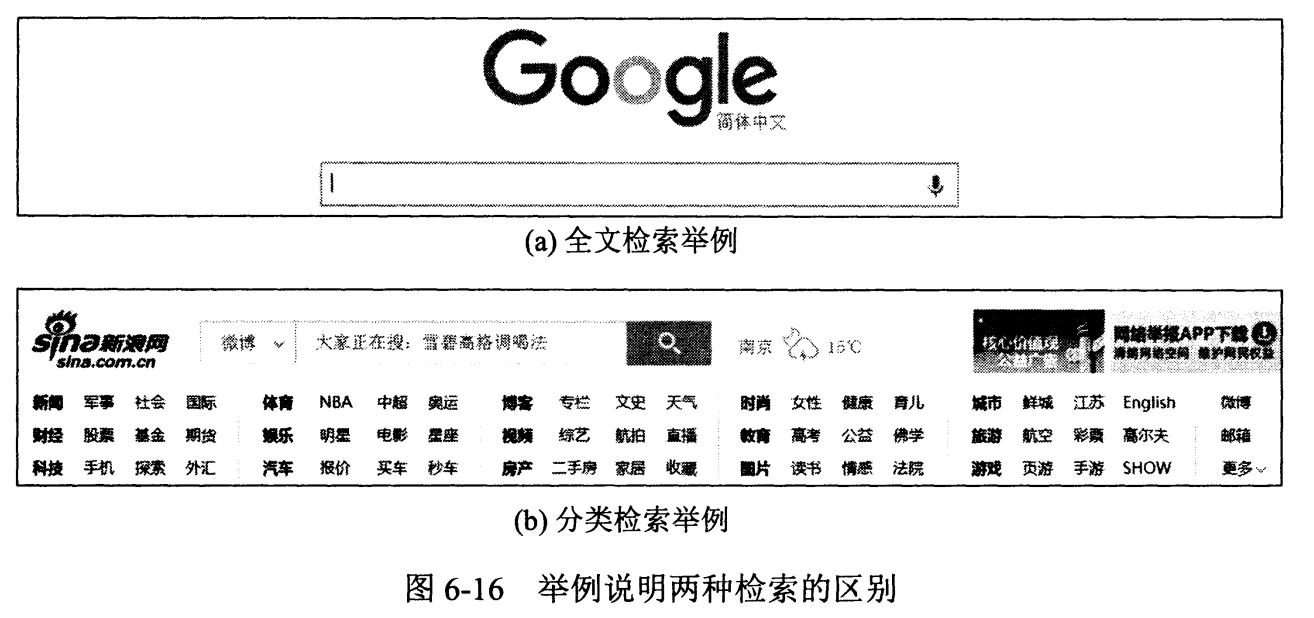 Google
简体中文
(a) 全文检索举例
sina新浪网
sina.com.cn
微博 大家正在搜：雪碧高格调喝法
南京 15℃
核心价值观
公益广告
网络举报APP下载
清朗网络空间 维护网民权益
新闻 军事 社会 国际 体育 NBA 中超 奥运 博客 专栏 文史 天气 时尚 女性 健康 育儿 城市 鲜城 江苏 English 微博
财经 股票 基金 期货 娱乐 明星 电影 星座 视频 综艺 航拍 直播 教育 高考 公益 佛学 旅游 航空 彩票 高尔夫 邮箱
科技 手机 探索 外汇 汽车 报价 买车 秒车 房产 二手房 家居 收藏 图片 读书 情感 法院 游戏 页游 手游 SHOW 更多
(b) 分类检索举例
图 6-16 举例说明两种检索的区别